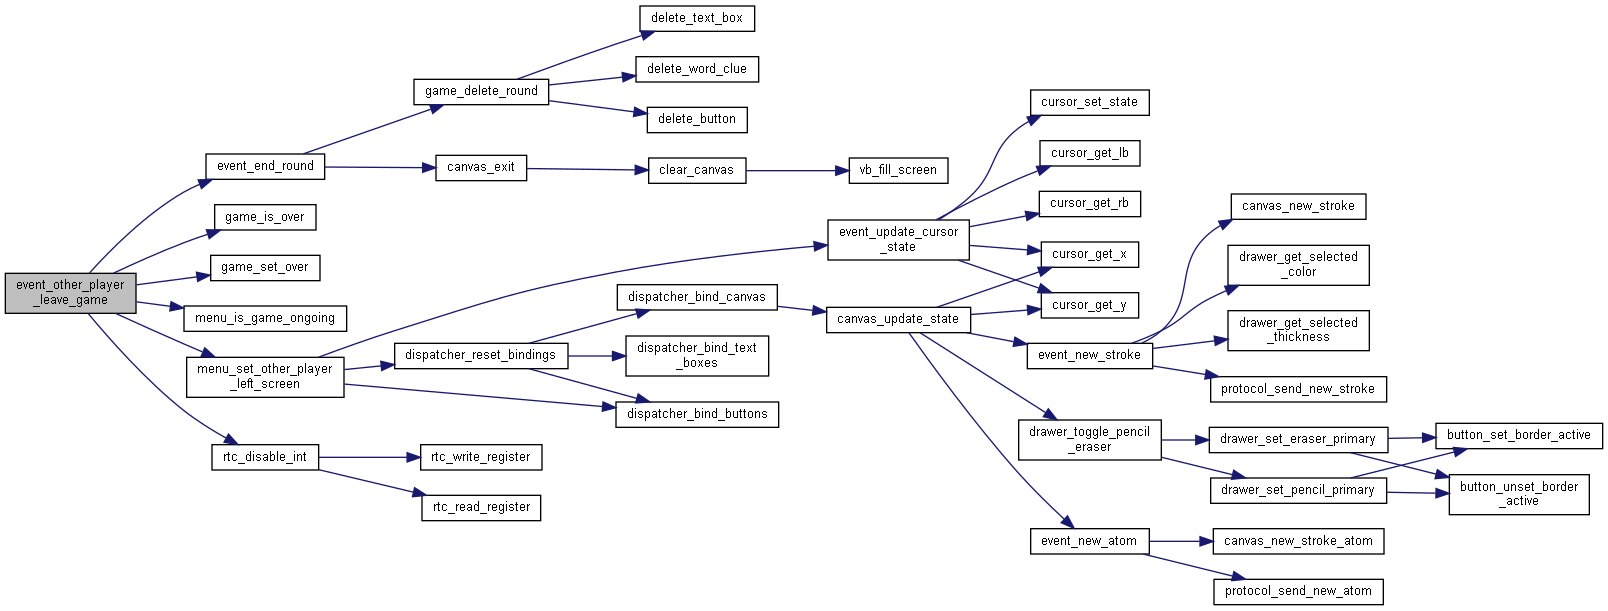 delete_text_box
delete_word_clue
game_delete_round
delete_button
cursor_set_state
cursor_get_lb
event_end_round
canvas_exit
clear_canvas
vb_fill_screen
cursor_get_rb
canvas_new_stroke
game_is_over
event_update_cursor
_state
cursor_get_x
drawer_get_selected
_color
game_set_over
event_other_player
_leave_game
dispatcher_bind_canvas
cursor_get_y
menu_is_game_ongoing
canvas_update_state
drawer_get_selected
_thickness
dispatcher_reset_bindings
dispatcher_bind_text
_boxes
event_new_stroke
menu_set_other_player
_left_screen
protocol_send_new_stroke
dispatcher_bind_buttons
drawer_toggle_pencil
_eraser
drawer_set_eraser_primary
button_set_border_active
rtc_disable_int
rtc_write_register
drawer_set_pencil_primary
button_unset_border
_active
rtc_read_register
event_new_atom
canvas_new_stroke_atom
protocol_send_new_atom